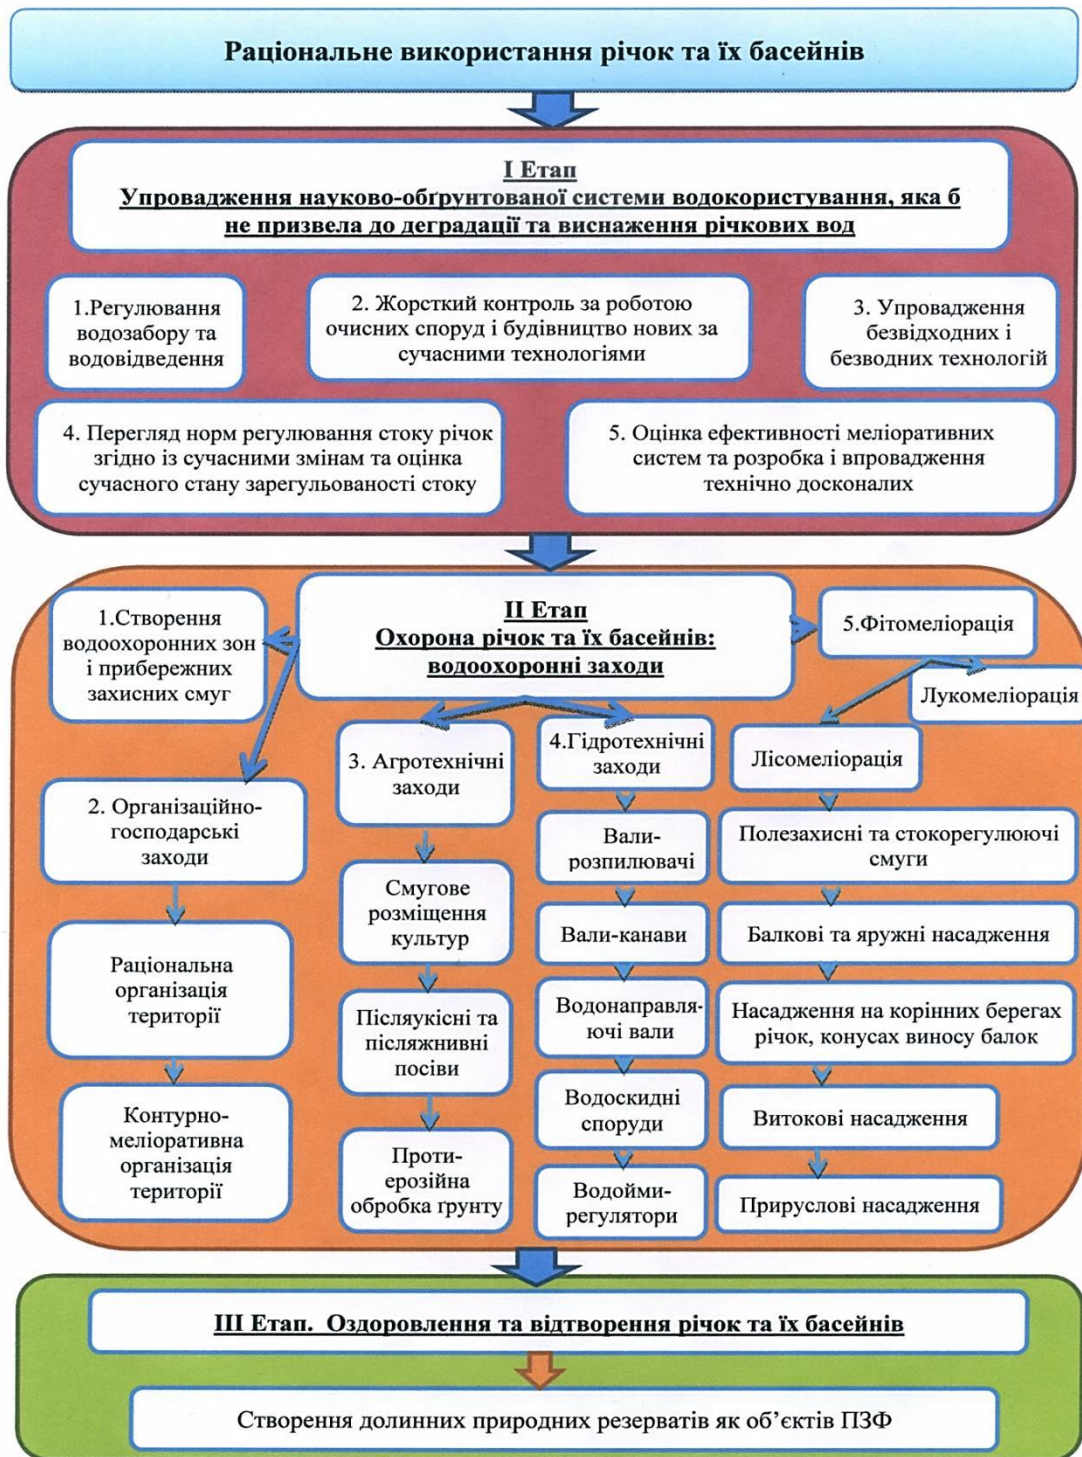 Раціональне використання річок та їх басейнів
І Етап
Упровадження науково-обґрунтованої системи водокористування, яка б
не призвела до деградації та виснаження річкових вод
1.Регулювання
водозабору та
водовідведення
2. Жорсткий контроль за роботою
очисних споруд і будівництво нових за
сучасними технологіями
3. Упровадження
безвідходних і
безводних технологій
4. Перегляд норм регулювання стоку річок
згідно із сучасними змінам та оцінка
сучасного стану зарегульованості стоку
5. Оцінка ефективності меліоративних
систем та розробка і впровадження
технічно досконалих
ІІ Етап
Охорона річок та їх басейнів:
водоохоронні заходи
1.Створення
водоохоронних зон
і прибережних
захисних смуг
2. Організаційно-
господарські
заходи
Раціональна
організація
території
Контурно-
меліоративна
організація
території
3. Агротехнічні
заходи
Смугове
розміщення
культур
Післяукісні та
післяжнивні
посіви
Проти-
ерозійна
обробка ґрунту
4.Гідротехнічні
заходи
Вали-
розпилювачі
Вали-канави
Водонаправля-
ючі вали
Водоскидні
споруди
Водойми-
регулятори
5.Фітомеліорація
Лукомеліорація
Лісомеліорація
Полезахисні та стокорегулюючі
смуги
Балкові та яружні насадження
Насадження на корінних берегах
річок, конусах виносу балок
Витокові насадження
Прируслові насадження
ІІІ Етап. Оздоровлення та відтворення річок та їх басейнів
Створення долинних природних резерватів як об’єктів ПЗФ